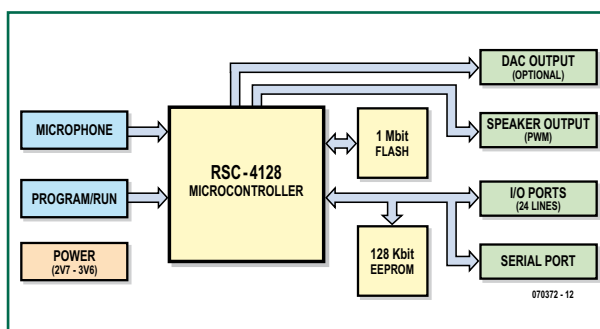 MICROPHONE
PROGRAM/RUN
POWER
(2V7 - 3V6)
RSC-4128
MICROCONTROLLER
1 Mbit
FLASH
128 Kbit
EEPROM
DAC OUTPUT
(OPTIONAL)
SPEAKER OUTPUT
(PWM)
I/O PORTS
(24 LINES)
SERIAL PORT
070372 - 12